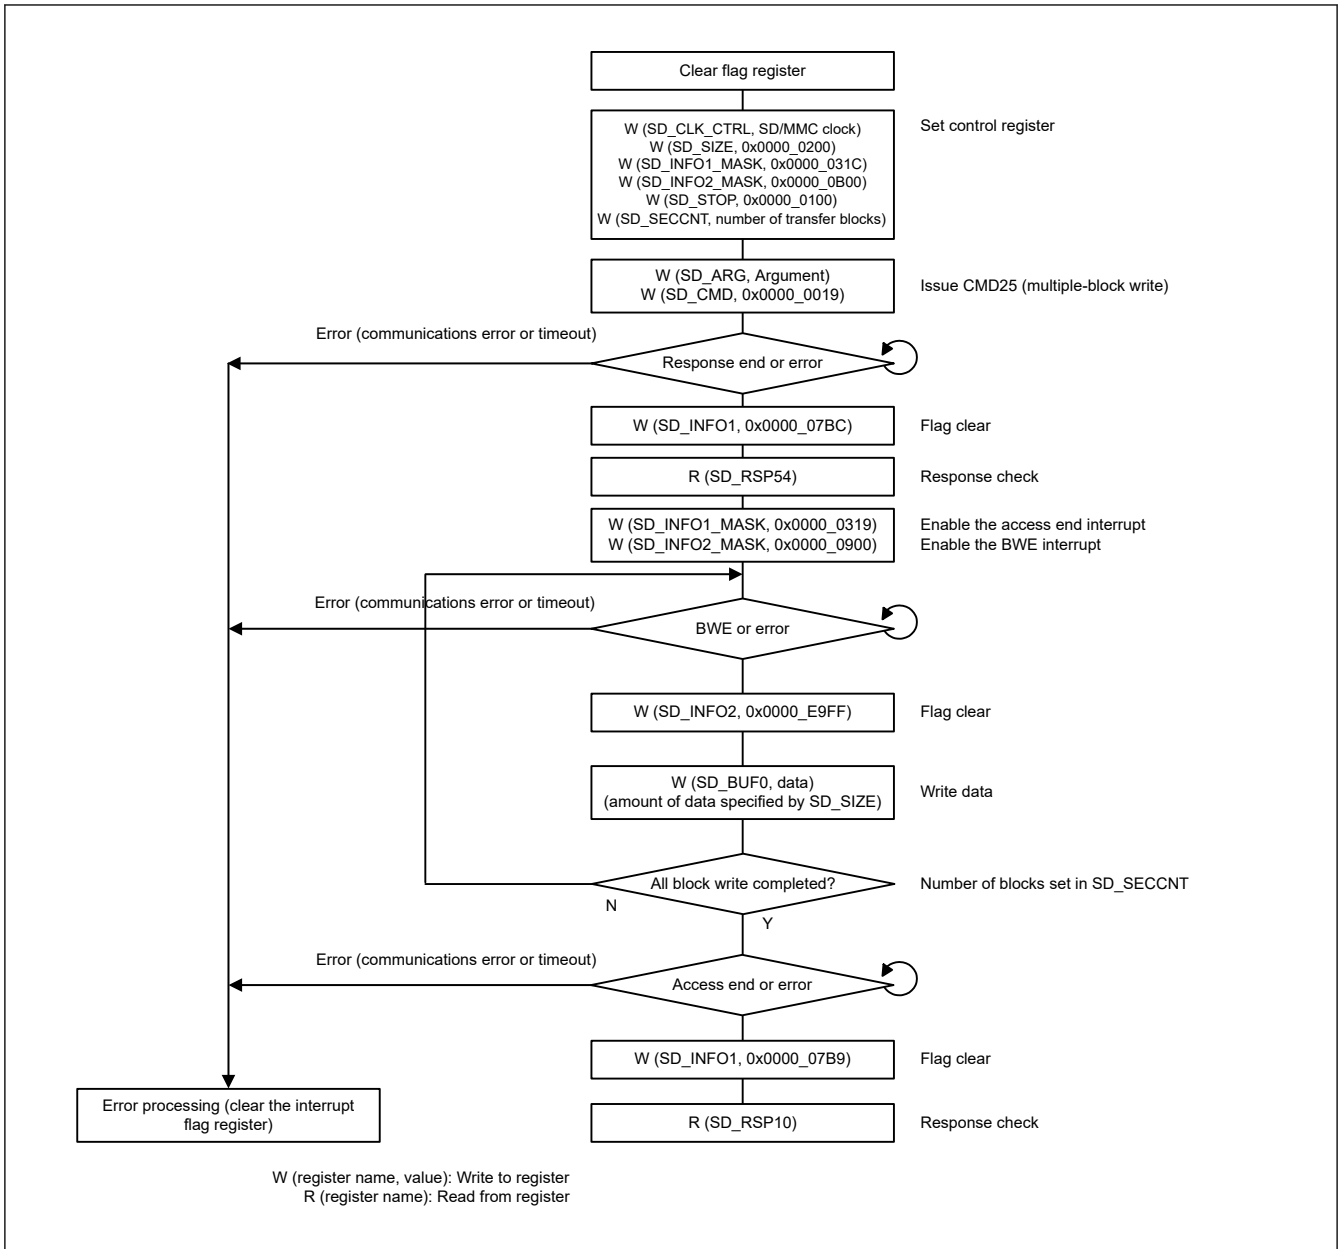 Clear flag register
W (SD_CLK_CTRL, SD/MMC clock)
W (SD_SIZE, 0x0000_0200)
W (SD_INFO1_MASK, 0x0000_031C)
W (SD_INFO2_MASK, 0x0000_0B00)
W (SD_STOP, 0x0000_0100)
W (SD_SECCNT, number of transfer blocks)
Set control register
W (SD_ARG, Argument)
W (SD_CMD, 0x0000_0019)
Issue CMD25 (multiple-block write)
Error (communications error or timeout)
Response end or error
W (SD_INFO1, 0x0000_07BC)
Flag clear
R (SD_RSP54)
Response check
W (SD_INFO1_MASK, 0x0000_0319)
W (SD_INFO2_MASK, 0x0000_0900)
Enable the access end interrupt
Enable the BWE interrupt
Error (communications error or timeout)
BWE or error
W (SD_INFO2, 0x0000_E9FF)
Flag clear
W (SD_BUF0, data)
(amount of data specified by SD_SIZE)
Write data
All block write completed?
Number of blocks set in SD_SECCNT
N
Y
Error (communications error or timeout)
Access end or error
W (SD_INFO1, 0x0000_07B9)
Flag clear
Error processing (clear the interrupt
flag register)
R (SD_RSP10)
Response check
W (register name, value): Write to register
R (register name): Read from register